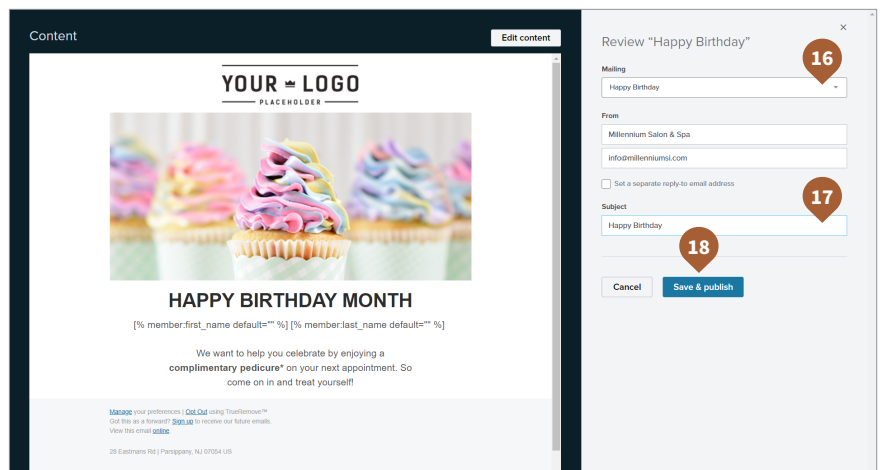 Content
Edit content
YOUR LOGO
PLACEHOLDER
HAPPY BIRTHDAY MONTH
[% member:first_name default="" %] [% member:last_name default="" %]
We want to help you celebrate by enjoying a
complimentary pedicure* on your next appointment. So
come on in and treat yourself!
Manage your preferences | Opt Out using TrueRemove™
Got this as a forward? Sign up to receive our future emails.
View this email online.
28 Eastmans Rd | Parsippany, NJ 07054 US
×
Review “Happy Birthday”
16
Mailing
Happy Birthday
From
Millennium Salon & Spa
info@millenniumsi.com
Set a separate reply-to email address
17
Subject
Happy Birthday
18
Cancel
Save & publish